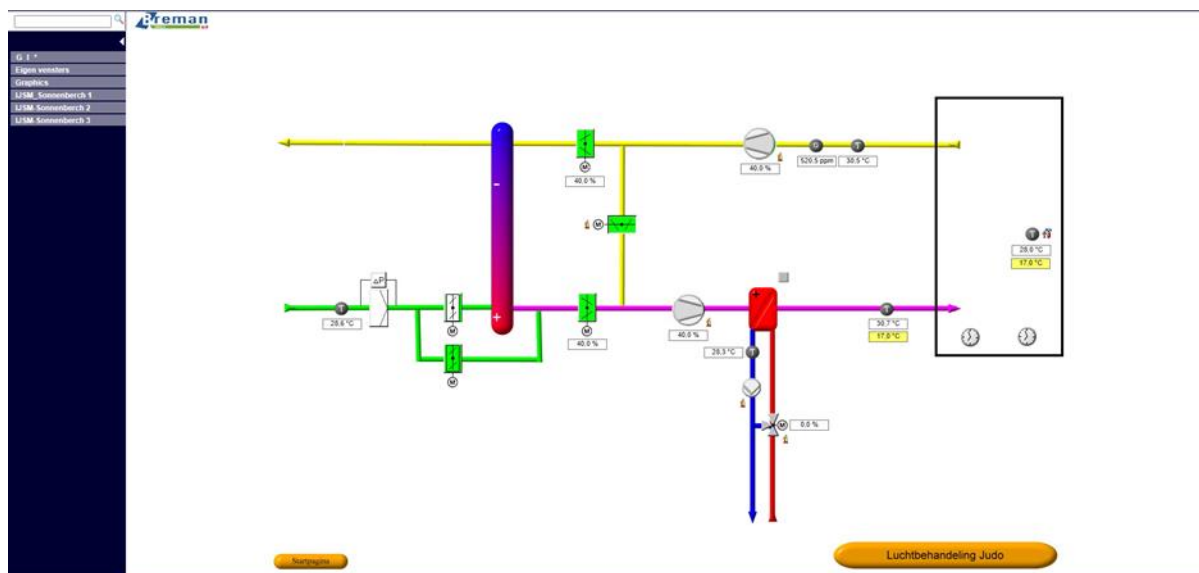 Breman
G I *
Eigen vensters
Graphics
IJSM_Sonnenberch 1
IJSM-Sonnenberch 2
IJSM-Sonnenberch 3
40,0 %
M
40,0 %
G
T
520,5 ppm
30,5 °C
M
T
28,0 °C
17,0 °C
ΔP
T
28,6 °C
M
M
40,0 %
M
40,0 %
T
30,7 °C
17,0 °C
28,3 °C
T
M
0,0 %
Startpagina
Luchtbehandeling Judo